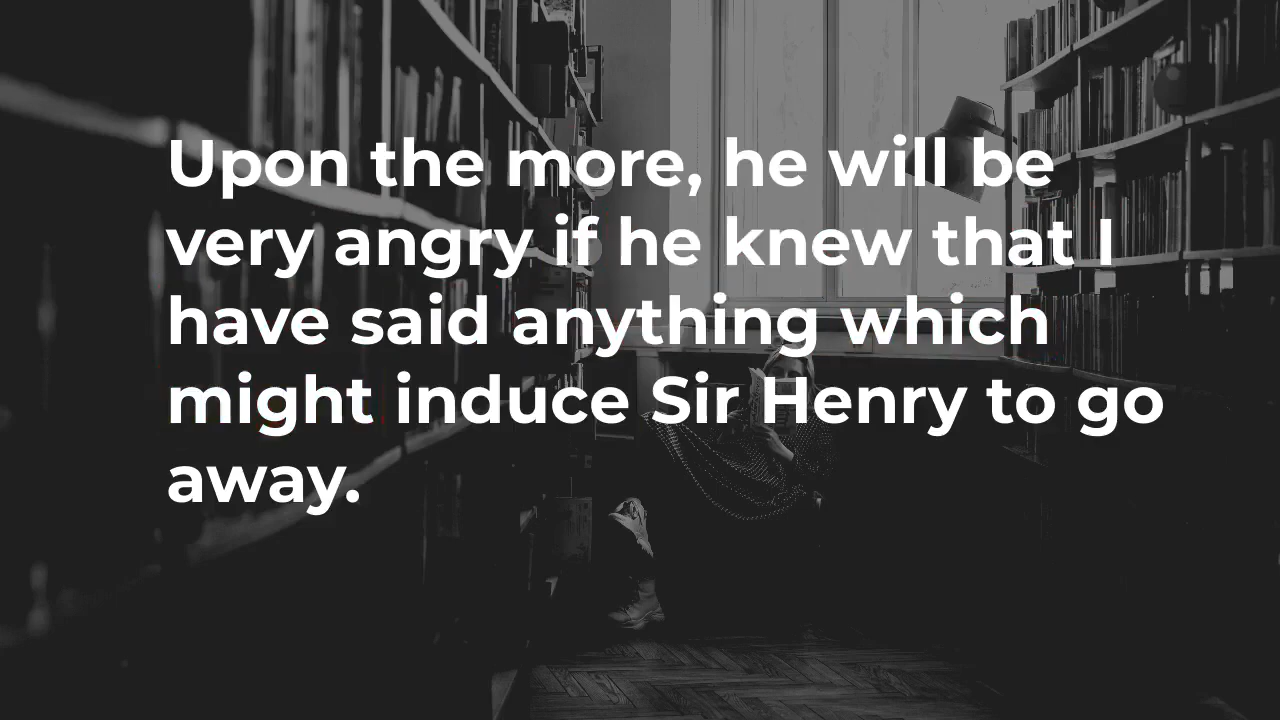 Upon the more, he will be
very angry if he knew that I
have said anything which
might induce Sir Henry to go
away.